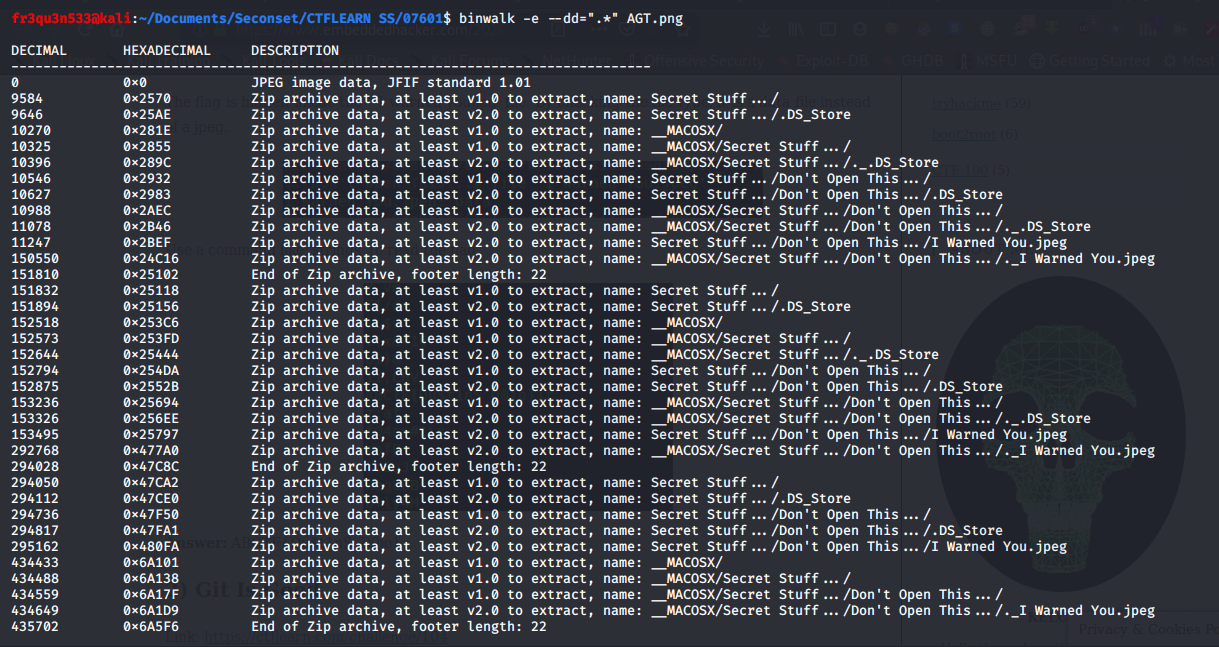 fr3qu3n533@kali:~/Documents/Seconset/CTFLEARN SS/07601$ binwalk -e --dd=".*" AGT.png
DECIMAL HEXADECIMAL DESCRIPTION
--------------------------------------------------------------------------------
0 0×0 JPEG image data, JFIF standard 1.01
9584 0×2570 Zip archive data, at least v1.0 to extract, name: Secret Stuff.../
9646 0×25AE Zip archive data, at least v2.0 to extract, name: Secret Stuff.../.DS_Store
10270 0×281E Zip archive data, at least v1.0 to extract, name: __MACOSX/
10325 0×2855 Zip archive data, at least v1.0 to extract, name: __MACOSX/Secret Stuff.../
10396 0×289C Zip archive data, at least v2.0 to extract, name: __MACOSX/Secret Stuff.../._.DS_Store
10546 0×2932 Zip archive data, at least v1.0 to extract, name: Secret Stuff.../Don't Open This.../
10627 0×2983 Zip archive data, at least v2.0 to extract, name: Secret Stuff.../Don't Open This.../.DS_Store
10988 0×2AEC Zip archive data, at least v1.0 to extract, name: __MACOSX/Secret Stuff.../Don't Open This.../
11078 0×2B46 Zip archive data, at least v2.0 to extract, name: __MACOSX/Secret Stuff.../Don't Open This.../._.DS_Store
11247 0×2BEF Zip archive data, at least v2.0 to extract, name: Secret Stuff.../Don't Open This.../I Warned You.jpeg
150550 0×24C16 Zip archive data, at least v2.0 to extract, name: __MACOSX/Secret Stuff.../Don't Open This.../._I Warned You.jpeg
151810 0×25102 End of Zip archive, footer length: 22
151832 0×25118 Zip archive data, at least v1.0 to extract, name: Secret Stuff.../
151894 0×25156 Zip archive data, at least v2.0 to extract, name: Secret Stuff.../.DS_Store
152518 0×253C6 Zip archive data, at least v1.0 to extract, name: __MACOSX/
152573 0×253FD Zip archive data, at least v1.0 to extract, name: __MACOSX/Secret Stuff.../
152644 0×25444 Zip archive data, at least v2.0 to extract, name: __MACOSX/Secret Stuff.../._.DS_Store
152794 0×254DA Zip archive data, at least v1.0 to extract, name: Secret Stuff.../Don't Open This.../
152875 0×2552B Zip archive data, at least v2.0 to extract, name: Secret Stuff.../Don't Open This.../.DS_Store
153236 0×25694 Zip archive data, at least v1.0 to extract, name: __MACOSX/Secret Stuff.../Don't Open This.../
153326 0×256EE Zip archive data, at least v2.0 to extract, name: __MACOSX/Secret Stuff.../Don't Open This.../._.DS_Store
153495 0×25797 Zip archive data, at least v2.0 to extract, name: Secret Stuff.../Don't Open This.../I Warned You.jpeg
292768 0×477A0 Zip archive data, at least v2.0 to extract, name: __MACOSX/Secret Stuff.../Don't Open This.../._I Warned You.jpeg
294028 0×47C8C End of Zip archive, footer length: 22
294050 0×47CA2 Zip archive data, at least v1.0 to extract, name: Secret Stuff.../
294112 0×47CE0 Zip archive data, at least v2.0 to extract, name: Secret Stuff.../.DS_Store
294736 0×47F50 Zip archive data, at least v1.0 to extract, name: Secret Stuff.../Don't Open This.../
294817 0×47FA1 Zip archive data, at least v2.0 to extract, name: Secret Stuff.../Don't Open This.../.DS_Store
295162 0×480FA Zip archive data, at least v2.0 to extract, name: Secret Stuff.../Don't Open This.../I Warned You.jpeg
434433 0×6A101 Zip archive data, at least v1.0 to extract, name: __MACOSX/
434488 0×6A138 Zip archive data, at least v1.0 to extract, name: __MACOSX/Secret Stuff.../
434559 0×6A17F Zip archive data, at least v1.0 to extract, name: __MACOSX/Secret Stuff.../Don't Open This.../
434649 0×6A1D9 Zip archive data, at least v2.0 to extract, name: __MACOSX/Secret Stuff.../Don't Open This.../._I Warned You.jpeg
435702 0×6A5F6 End of Zip archive, footer length: 22